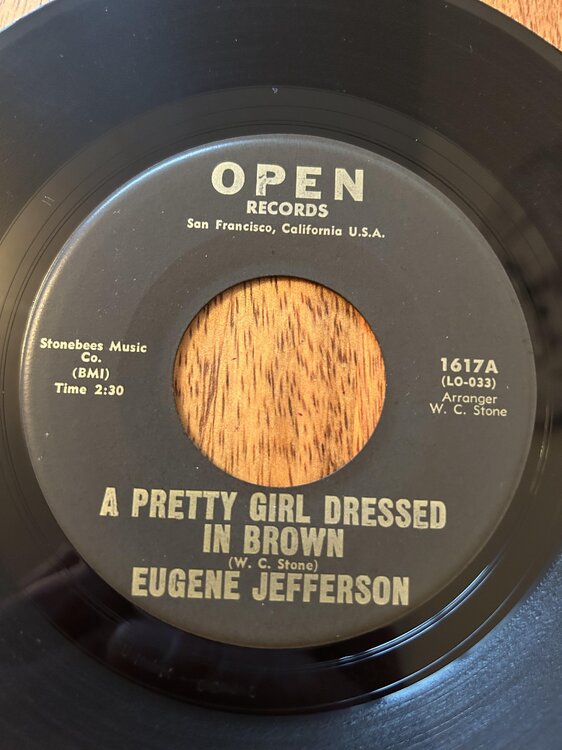 OPEN
RECORDS
San Francisco, California U.S.A.
Stonebees Music
Co.
(BMI)
Time 2:30
1617A
(LO-033)
Arranger
W. C. Stone
A PRETTY GIRL DRESSED
IN BROWN
(W. C. Stone)
EUGENE JEFFERSON